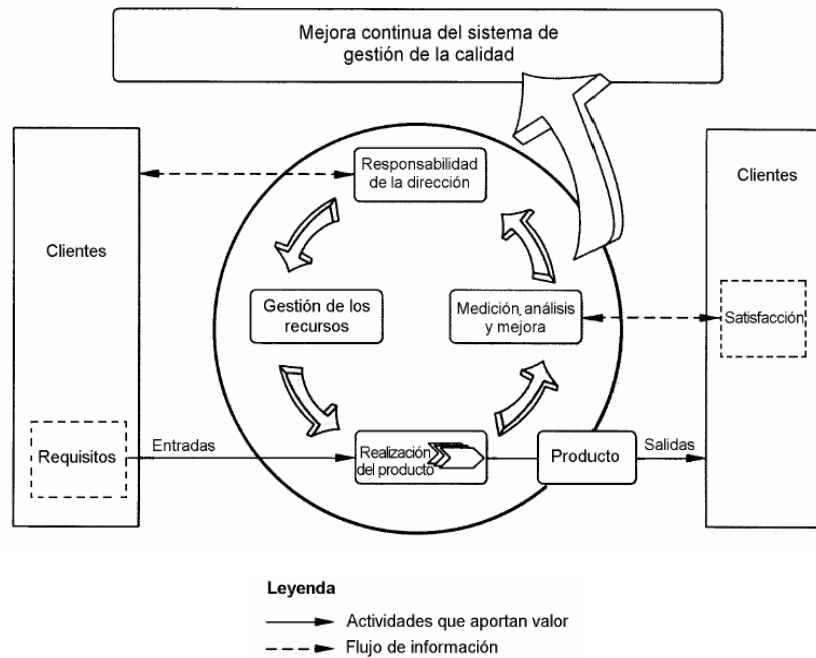 Mejora continua del sistema de
gestión de la calidad
Responsabilidad
de la dirección
Clientes
Clientes
Gestión de los
recursos
Medición, análisis
y mejora
Satisfacción
Requisitos
Entradas
Realización
del producto
Producto
Salidas
Leyenda
Actividades que aportan valor
Flujo de información